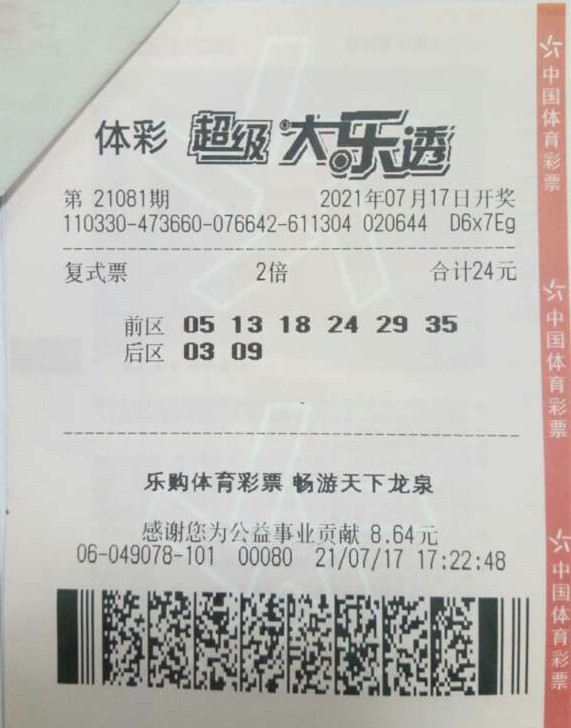 体彩 超级大乐透
第 21081期 2021年07月17日开奖
110330-473660-076642-611304 020644 D6x7Eg
复式票 2倍 合计24元
前区 05 13 18 24 29 35
后区 03 09
乐购体育彩票 畅游天下龙泉
感谢您为公益事业贡献 8.64元
06-049078-101 00080 21/07/17 17:22:48
中国体育彩票
中国体育彩票
中国体育彩票